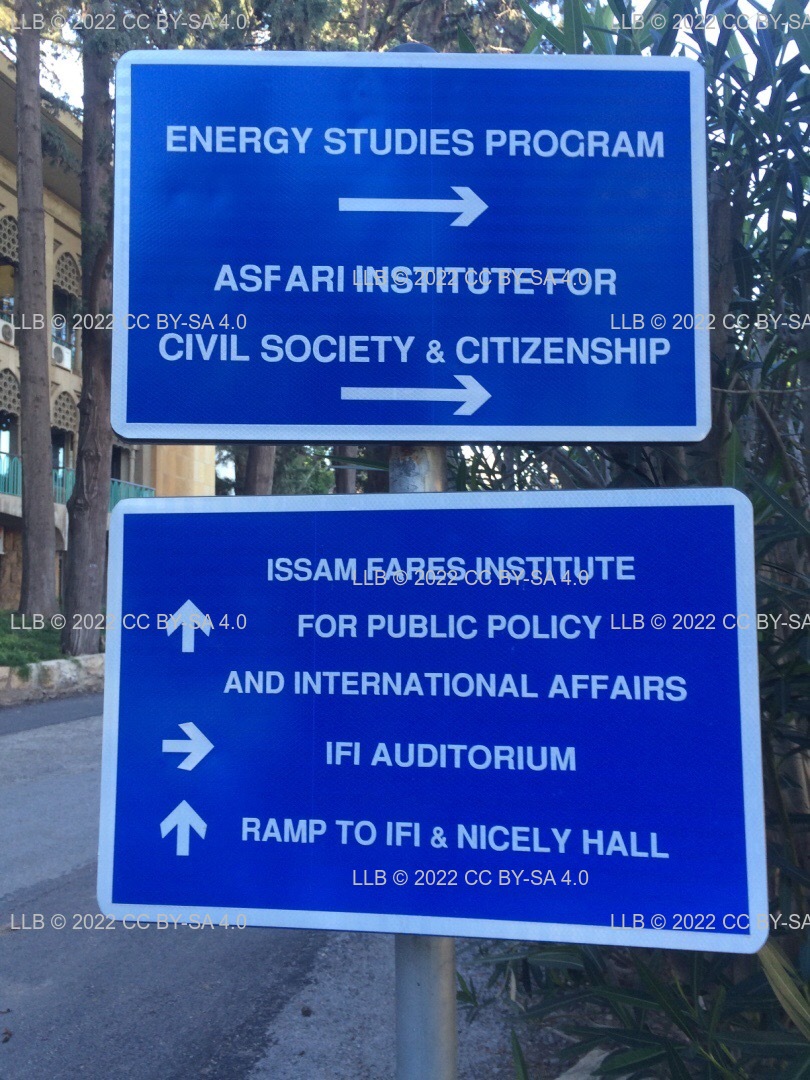 ENERGY STUDIES PROGRAM
ASFARI INSTITUTE FOR
CIVIL SOCIETY & CITIZENSHIP
ISSAM FARES INSTITUTE
FOR PUBLIC POLICY
AND INTERNATIONAL AFFAIRS
IFI AUDITORIUM
RAMP TO IFI & NICELY HALL
LLB © 2022 CC BY-SA 4.0